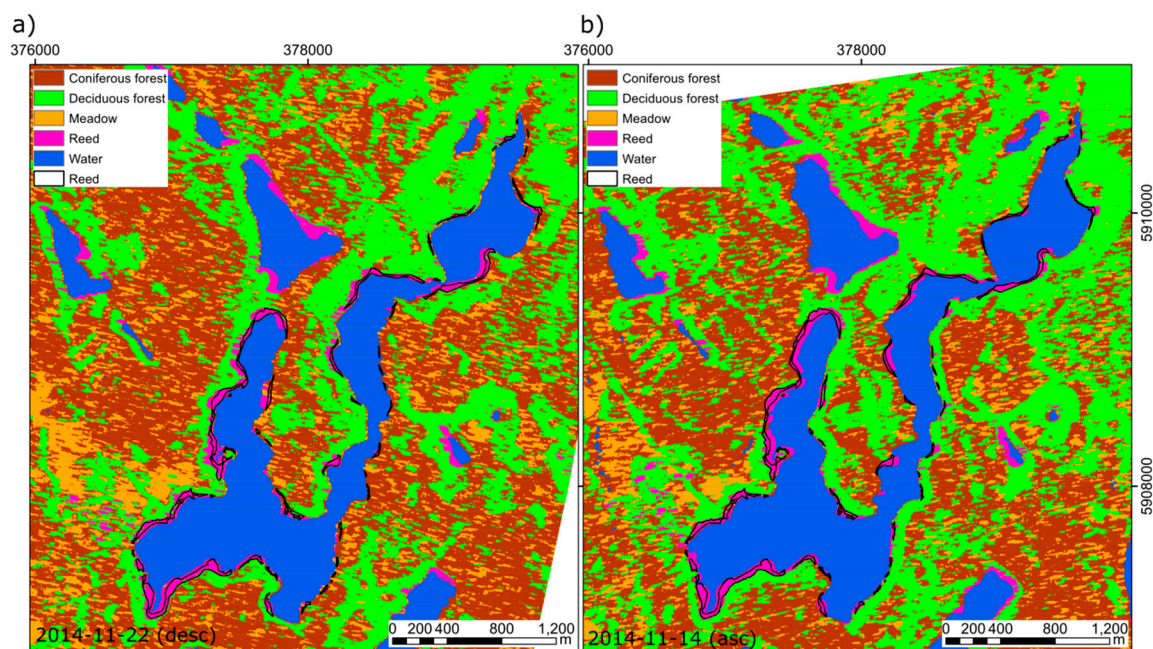 a)
376000 378000
Coniferous forest
Deciduous forest
Meadow
Reed
Water
Reed
2014-11-22 (desc)
0 200 400 800 1,200
m
b)
376000 378000
Coniferous forest
Deciduous forest
Meadow
Reed
Water
Reed
5910000
5908000
2014-11-14 (asc)
0 200 400 800 1,200
m